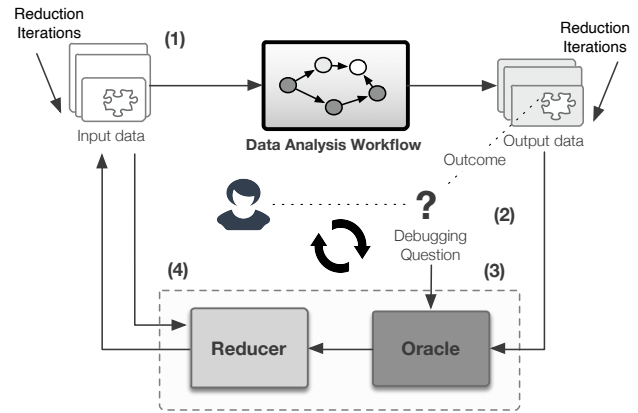 Reduction
Iterations
(1)
Reduction
Iterations
Input data
Data Analysis Workflow
Output data
Outcome
?
(2)
Debugging
Question
(3)
(4)
Reducer
Oracle